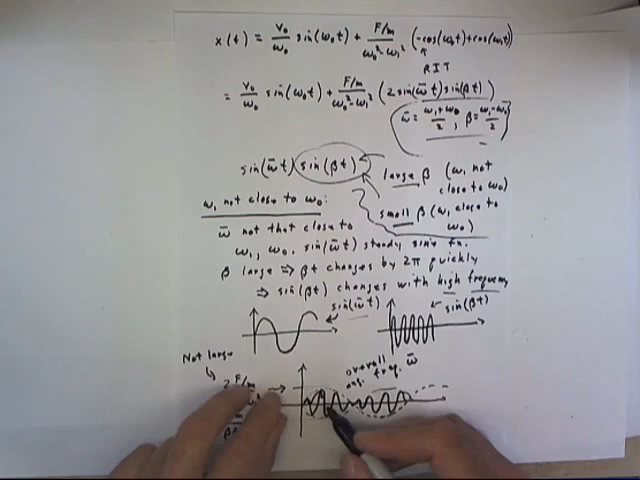 x(t) = v₀/ω₀ sin(ω₀t) + F/m/(ω₀²-ω₁²) (-cos(ω₀t)+cos(ω₁t))
RIT
= v₀/ω₀ sin(ω₀t) + F/m/(ω₀²-ω₁²) (2sin(ω̄t)sin(βt))
ω̄ = (ω₁+ω₀)/2, β = (ω₁-ω₀)/2
sin(ω̄t) sin(βt)
large β (ω₁ not close to ω₀)
small β (ω₁ close to ω₀)
ω₁ not close to ω₀:
ω̄ not that close to
ω₁, ω₀. sin(ω̄t) steady sine fn.
β large ⇒ βt changes by 2π quickly
⇒ sin(βt) changes with high frequency
sin(ω̄t)
sin(βt)
Not large
2 F/m
overall
ang. freq. ω̄